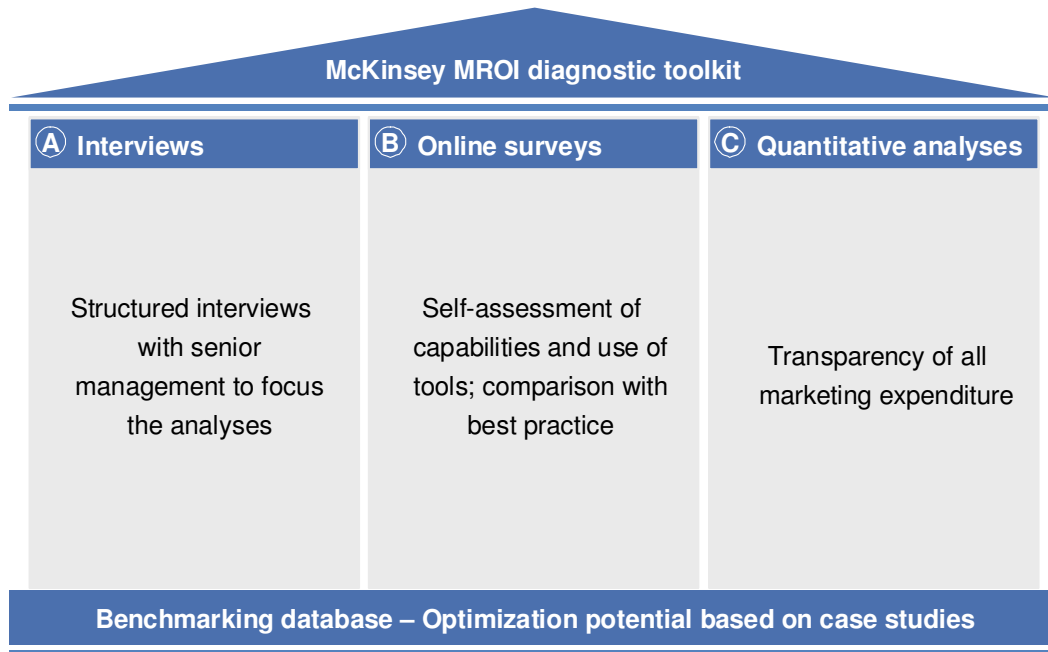 McKinsey MROI diagnostic toolkit
A Interviews
Structured interviews
with senior
management to focus
the analyses
B Online surveys
Self-assessment of
capabilities and use of
tools; comparison with
best practice
C Quantitative analyses
Transparency of all
marketing expenditure
Benchmarking database – Optimization potential based on case studies